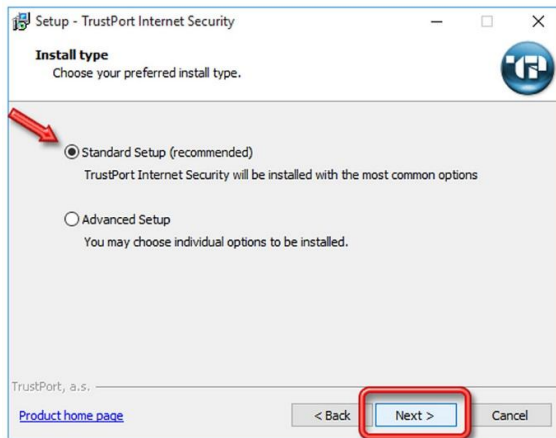 Setup - TrustPort Internet Security
Install type
Choose your preferred install type.
Standard Setup (recommended)
TrustPort Internet Security will be installed with the most common options
Advanced Setup
You may choose individual options to be installed.
TrustPort, a.s.
Product home page
< Back Next > Cancel